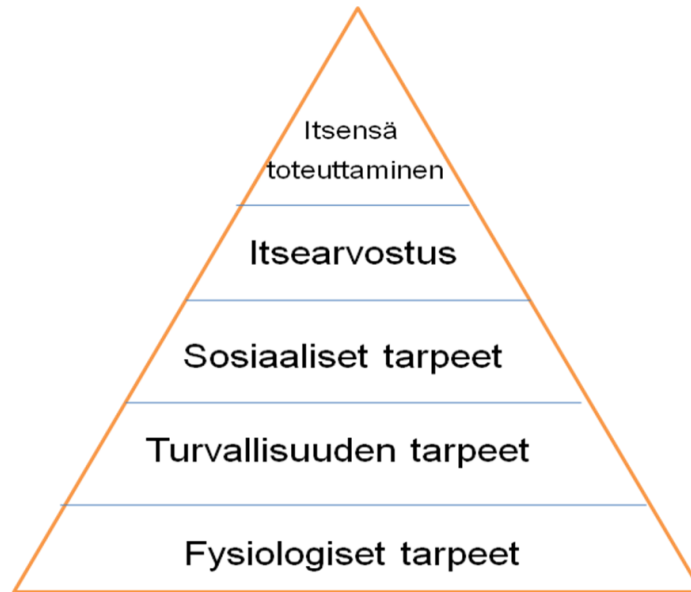 Itsensä
toteuttaminen
Itsearvostus
Sosiaaliset tarpeet
Turvallisuuden tarpeet
Fysiologiset tarpeet